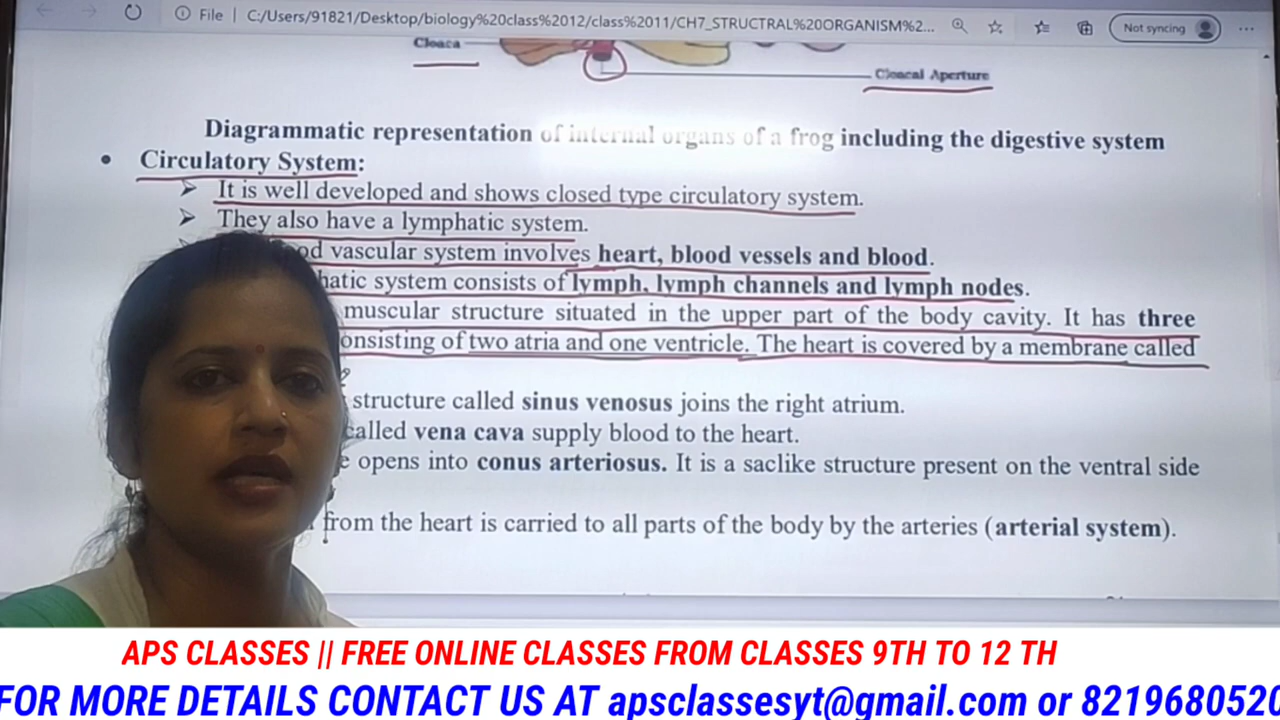 File | C:/Users/91821/Desktop/biology%20class%2012/class%2011/CH7_STRUCTRAL%20ORGANISM%2...
Not syncing
Cloaca
Cloacal Aperture
Diagrammatic representation of internal organs of a frog including the digestive system
• Circulatory System:
➢ It is well developed and shows closed type circulatory system.
➢ They also have a lymphatic system.
od vascular system involves heart, blood vessels and blood.
hatic system consists of lymph, lymph channels and lymph nodes.
muscular structure situated in the upper part of the body cavity. It has three
onsisting of two atria and one ventricle. The heart is covered by a membrane called
structure called sinus venosus joins the right atrium.
called vena cava supply blood to the heart.
e opens into conus arteriosus. It is a saclike structure present on the ventral side
from the heart is carried to all parts of the body by the arteries (arterial system).
APS CLASSES || FREE ONLINE CLASSES FROM CLASSES 9TH TO 12 TH
FOR MORE DETAILS CONTACT US AT apsclassesyt@gmail.com or 8219680520